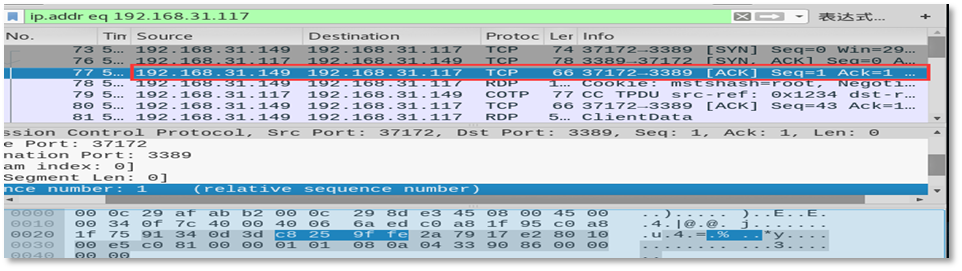 ip.addr eq 192.168.31.117 表达式… +
No. Tin Source Destination Protoc Ler Info
73 5… 192.168.31.149 192.168.31.117 TCP 74 37172→3389 [SYN] Seq=0 Win=29…
76 5… 192.168.31.117 192.168.31.149 TCP 78 3389→37172 [SYN, ACK] Seq=0 A…
77 5… 192.168.31.149 192.168.31.117 TCP 66 37172→3389 [ACK] Seq=1 Ack=1 …
78 5… 192.168.31.149 192.168.31.117 RDP 1… Cookie: mstshash=root, Negoti…
79 5… 192.168.31.117 192.168.31.149 COTP 77 CC TPDU src-ref: 0x1234 dst-r…
80 5… 192.168.31.149 192.168.31.117 TCP 66 37172→3389 [ACK] Seq=43 Ack=1…
81 5… 192.168.31.149 192.168.31.117 RDP 5… ClientData
ssion Control Protocol, Src Port: 37172, Dst Port: 3389, Seq: 1, Ack: 1, Len: 0
e Port: 37172
nation Port: 3389
am index: 0]
Segment Len: 0]
nce number: 1 (relative sequence number)
0000 00 0c 29 af ab b2 00 0c 29 8d e3 45 08 00 45 00 ..)..... )..E..E.
0010 00 34 0f 7c 40 00 40 06 6a ed c0 a8 1f 95 c0 a8 .4.|@.@. j.......
0020 1f 75 91 34 0d 3d c8 25 9f fe 2a 79 17 e2 80 10 .u.4.=.% ..*y....
0030 00 e5 c0 81 00 00 01 01 08 0a 04 33 90 86 00 00 ........ ...3....
0040 00 00 ..